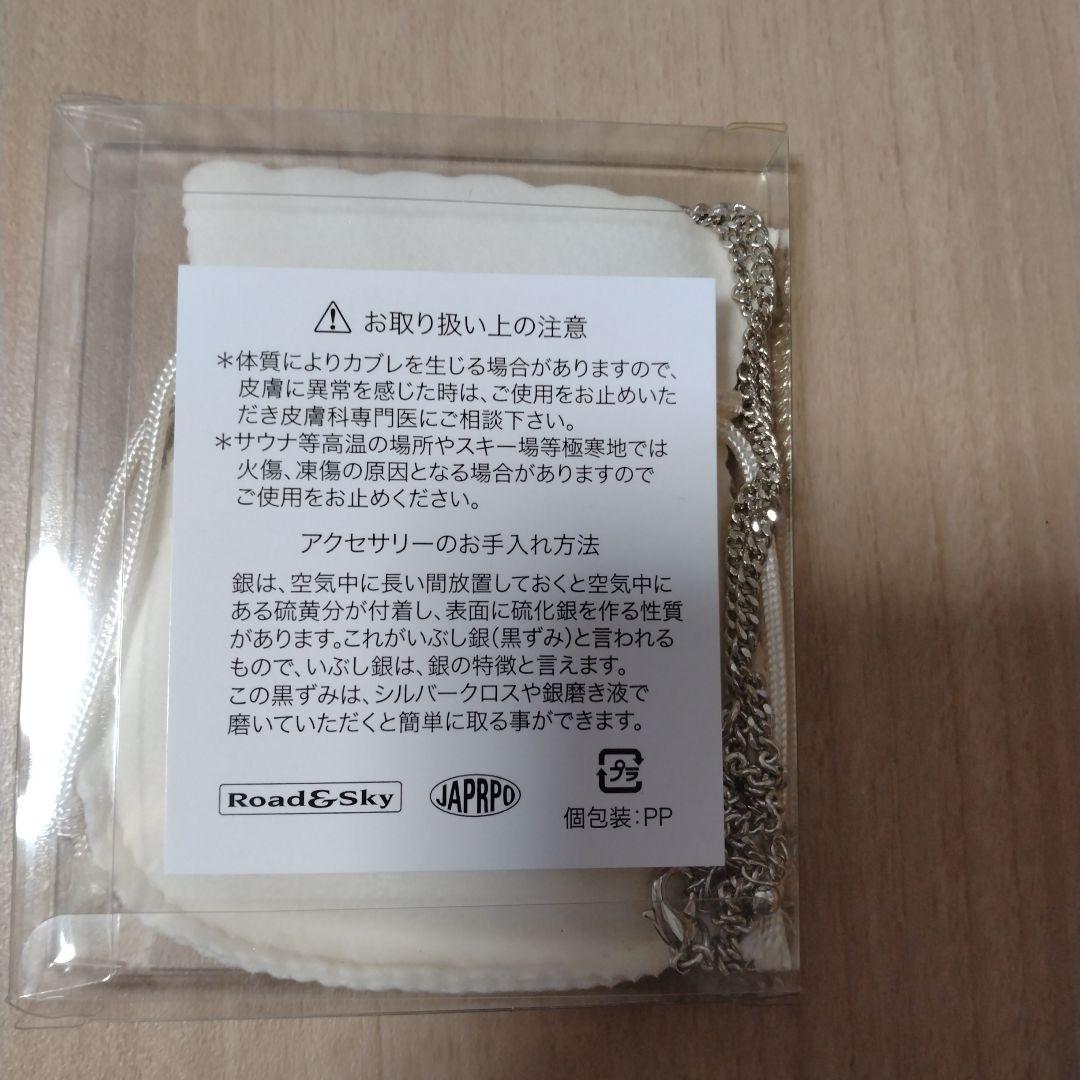 お取り扱い上の注意
＊体質によりカブレを生じる場合がありますので、
皮膚に異常を感じた時は、ご使用をお止めいた
だき皮膚科専門医にご相談下さい。
＊サウナ等高温の場所やスキー場等極寒地では
火傷、凍傷の原因となる場合がありますので
ご使用をお止めください。
アクセサリーのお手入れ方法
銀は、空気中に長い間放置しておくと空気中に
ある硫黄分が付着し、表面に硫化銀を作る性質
があります。これがいぶし銀(黒ずみ)と言われる
もので、いぶし銀は、銀の特徴と言えます。
この黒ずみは、シルバークロスや銀磨き液で
磨いていただくと簡単に取る事ができます。
プラ
Road&Sky JAPRPO
個包装:PP